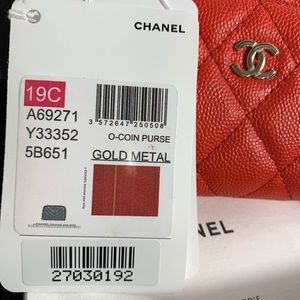 CHANEL
19C
A69271
Y33352
5B651
3 572647 250508
O-COIN PURSE
GOLD METAL
27030192
CHANEL